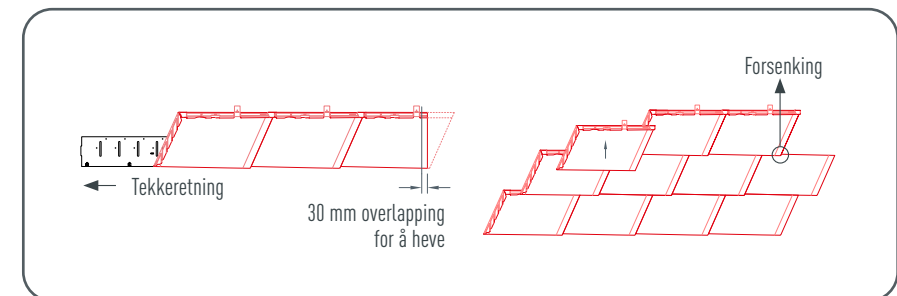 Forsenking
Tekkeretning
30 mm overlapping
for å heve